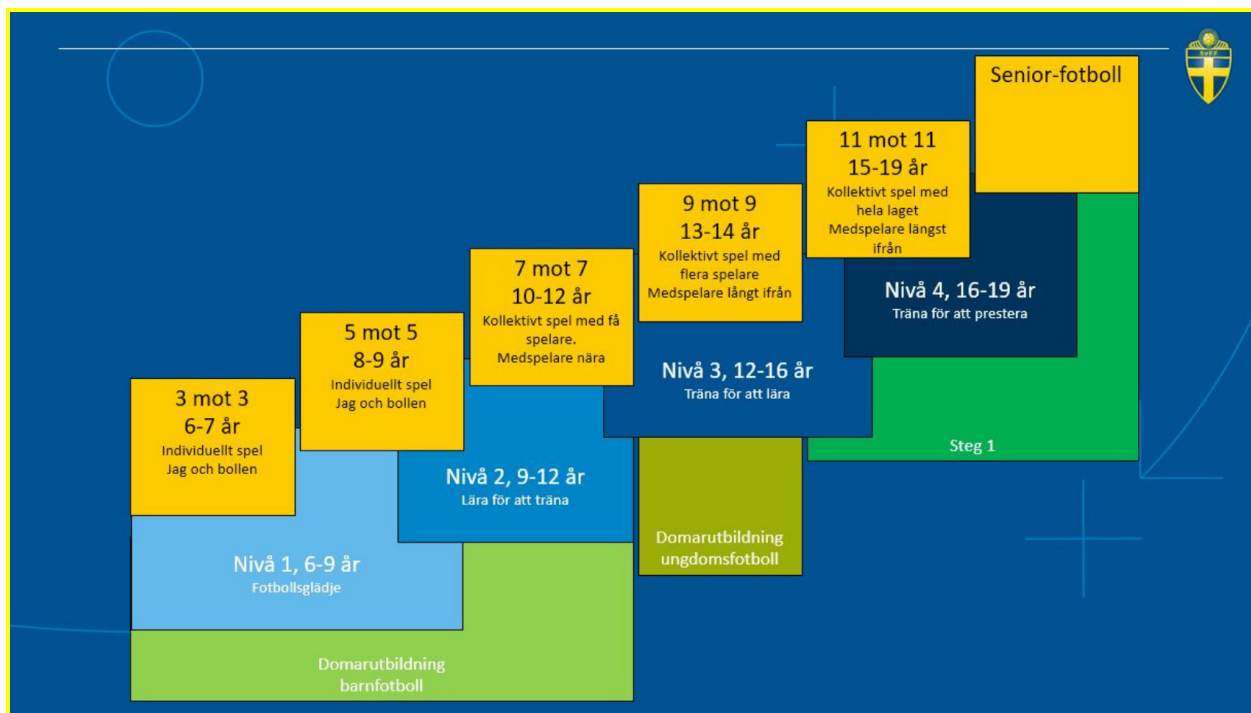 Senior-fotboll
11 mot 11
15-19 år
Kollektivt spel med
hela laget
Medspelare längst
ifrån
9 mot 9
13-14 år
Kollektivt spel med
flera spelare
Medspelare långt ifrån
7 mot 7
10-12 år
Kollektivt spel med få
spelare.
Medspelare nära
5 mot 5
8-9 år
Individuellt spel
Jag och bollen
3 mot 3
6-7 år
Individuellt spel
Jag och bollen
Nivå 4, 16-19 år
Träna för att prestera
Nivå 3, 12-16 år
Träna för att lära
Steg 1
Nivå 2, 9-12 år
Lära för att träna
Domarutbildning
ungdomsfotboll
Nivå 1, 6-9 år
Fotbollsglädje
Domarutbildning
barnfotboll